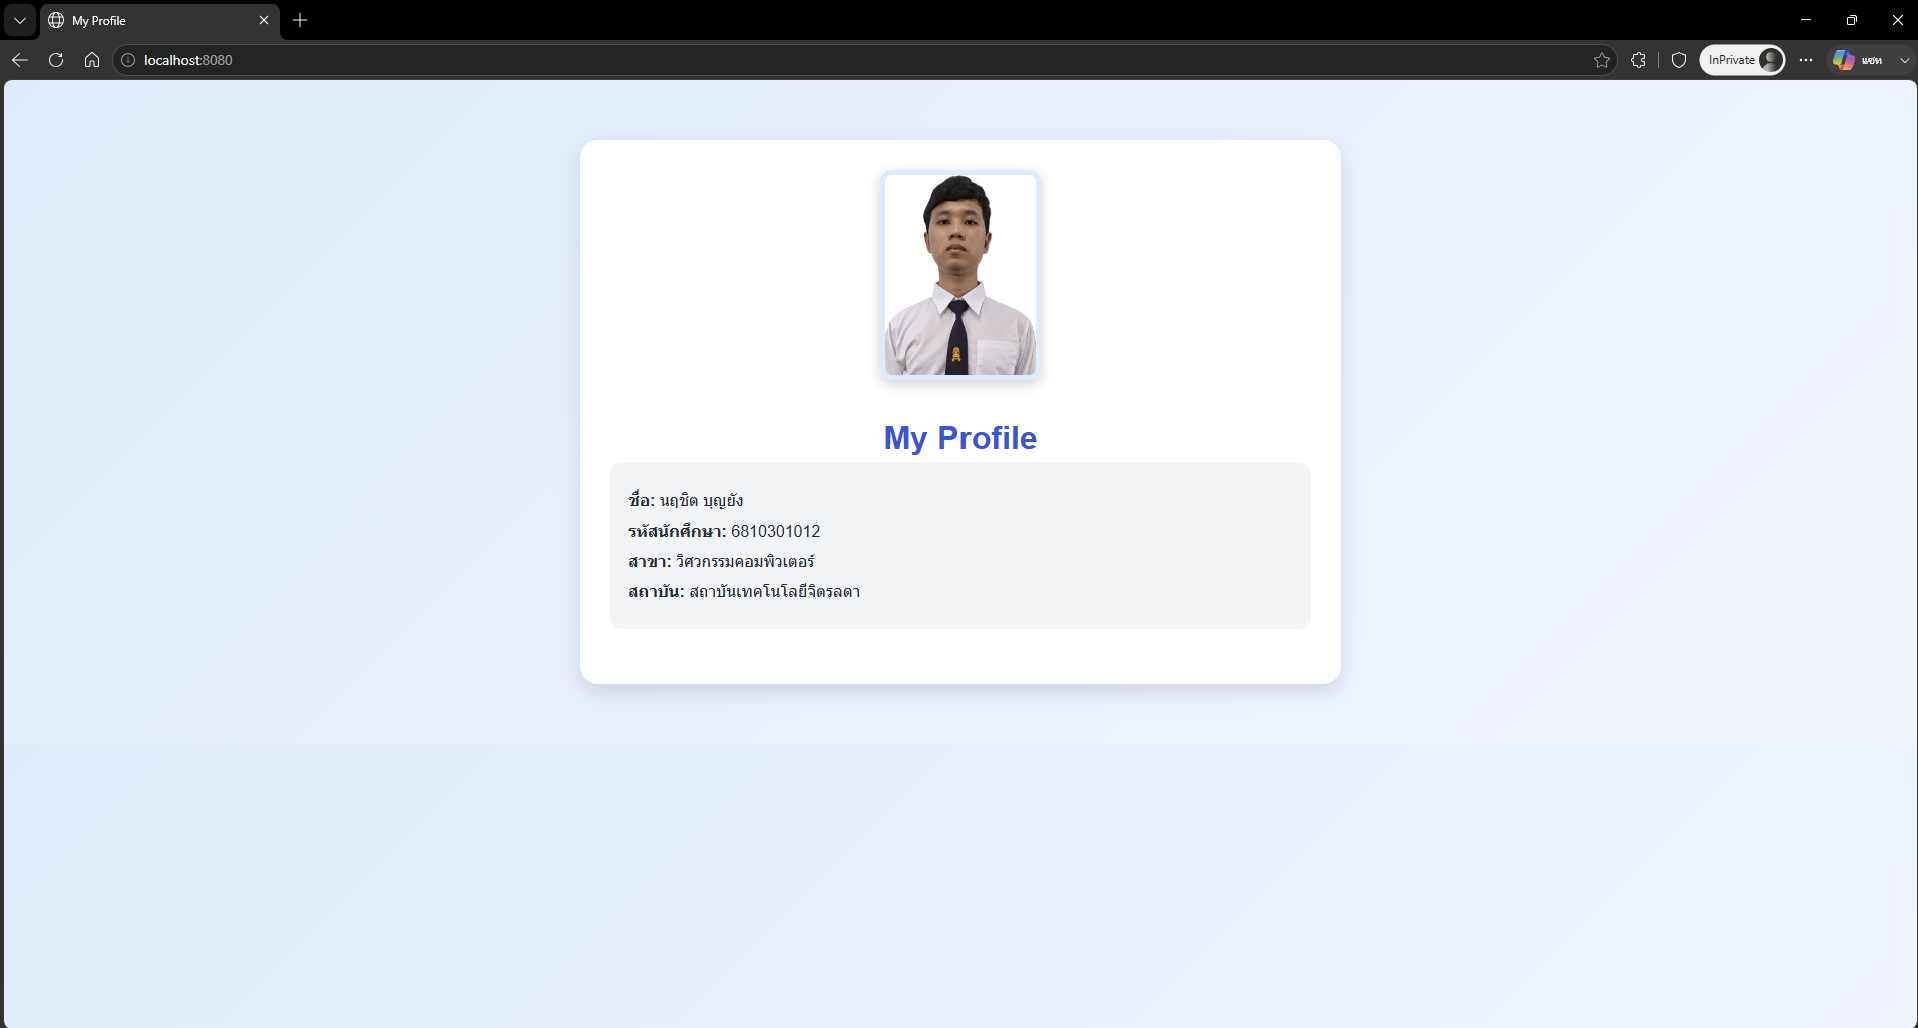 My Profile
localhost:8080
InPrivate
แชท
My Profile
ชื่อ: นฤชิต บุญยัง
รหัสนักศึกษา: 6810301012
สาขา: วิศวกรรมคอมพิวเตอร์
สถาบัน: สถาบันเทคโนโลยีจิตรลดา